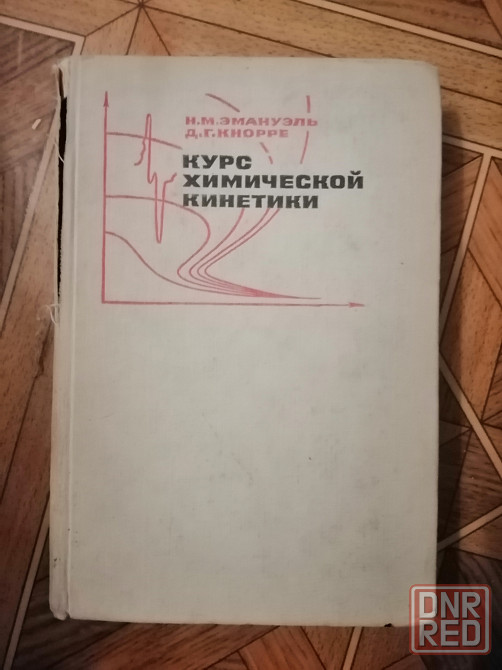 Н.М.ЭМАНУЭЛЬ
Д.Г.КНОРРЕ
КУРС
ХИМИЧЕСКОЙ
КИНЕТИКИ
DNR
RED